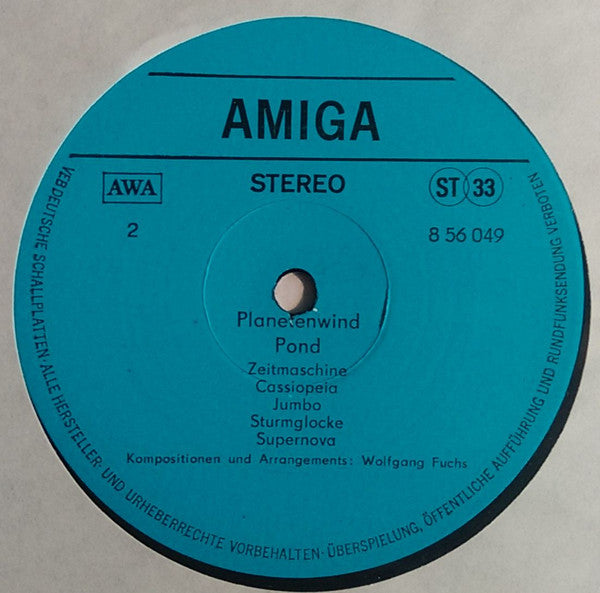 AMIGA
AWA
STEREO
ST 33
2
8 56 049
Planetenwind
Pond
Zeitmaschine
Cassiopeia
Jumbo
Sturmglocke
Supernova
Kompositionen und Arrangements: Wolfgang Fuchs
VEB DEUTSCHE SCHALLPLATTEN · ALLE HERSTELLER- UND URHEBERRECHTE VORBEHALTEN · ÜBERSPIELUNG, ÖFFENTLICHE AUFFÜHRUNG UND RUNDFUNKSENDUNG VERBOTEN